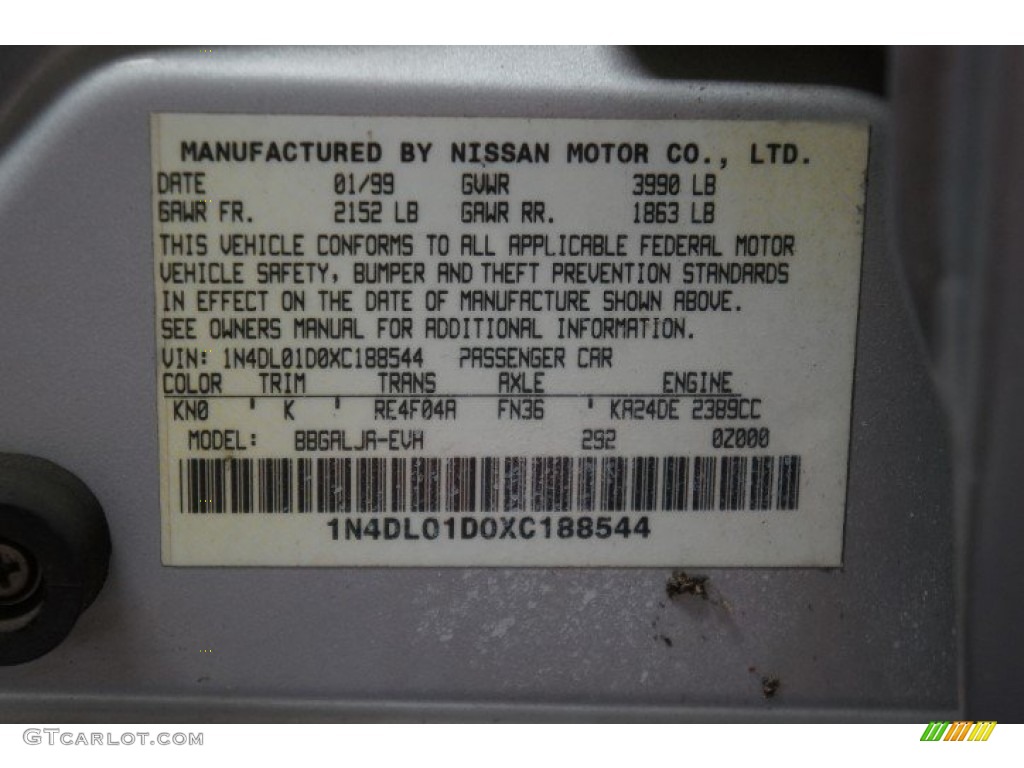 MANUFACTURED BY NISSAN MOTOR CO., LTD.
DATE 01/99 GVWR 3990 LB
GAWR FR. 2152 LB GAWR RR. 1863 LB
THIS VEHICLE CONFORMS TO ALL APPLICABLE FEDERAL MOTOR
VEHICLE SAFETY, BUMPER AND THEFT PREVENTION STANDARDS
IN EFFECT ON THE DATE OF MANUFACTURE SHOWN ABOVE.
SEE OWNERS MANUAL FOR ADDITIONAL INFORMATION.
VIN: 1N4DL01D0XC188544 PASSENGER CAR
COLOR TRIM TRANS AXLE ENGINE
KN0 ' K ' RE4F04A FN36 ' KA24DE 2389CC
MODEL: BBGALJA-EVH 292 0Z000
1N4DL01D0XC188544
GTCARLOT.COM